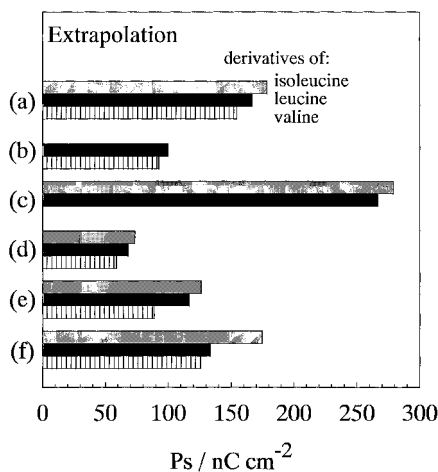 Extrapolation
derivatives of:
isoleucine
leucine
valine
(a)
(b)
(c)
(d)
(e)
(f)
0 50 100 150 200 250 300
Ps / nC cm-2